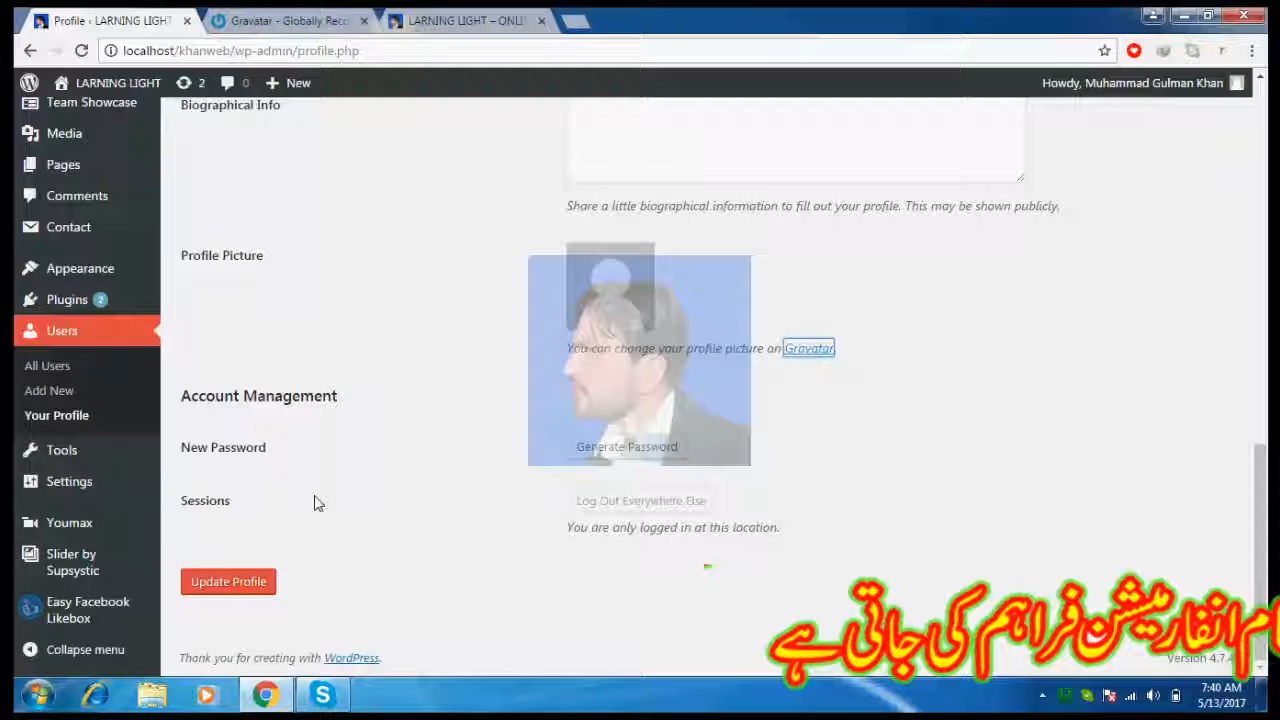 Profile ‹ LARNING LIGHT
Gravatar - Globally Reco
LARNING LIGHT – ONLI
localhost/khanweb/wp-admin/profile.php
LARNING LIGHT
2
0
New
Howdy, Muhammad Gulman Khan
Team Showcase
Media
Pages
Comments
Contact
Appearance
Plugins 2
Users
All Users
Add New
Your Profile
Tools
Settings
Youmax
Slider by
Supsystic
Easy Facebook
Likebox
Collapse menu
Biographical Info
Share a little biographical information to fill out your profile. This may be shown publicly.
Profile Picture
You can change your profile picture on Gravatar.
Account Management
New Password
Generate Password
Sessions
Log Out Everywhere Else
You are only logged in at this location.
Update Profile
انفارمیشن فراہم کی جاتی ہے
Thank you for creating with WordPress.
Version 4.7.
7:40 AM
5/13/2017